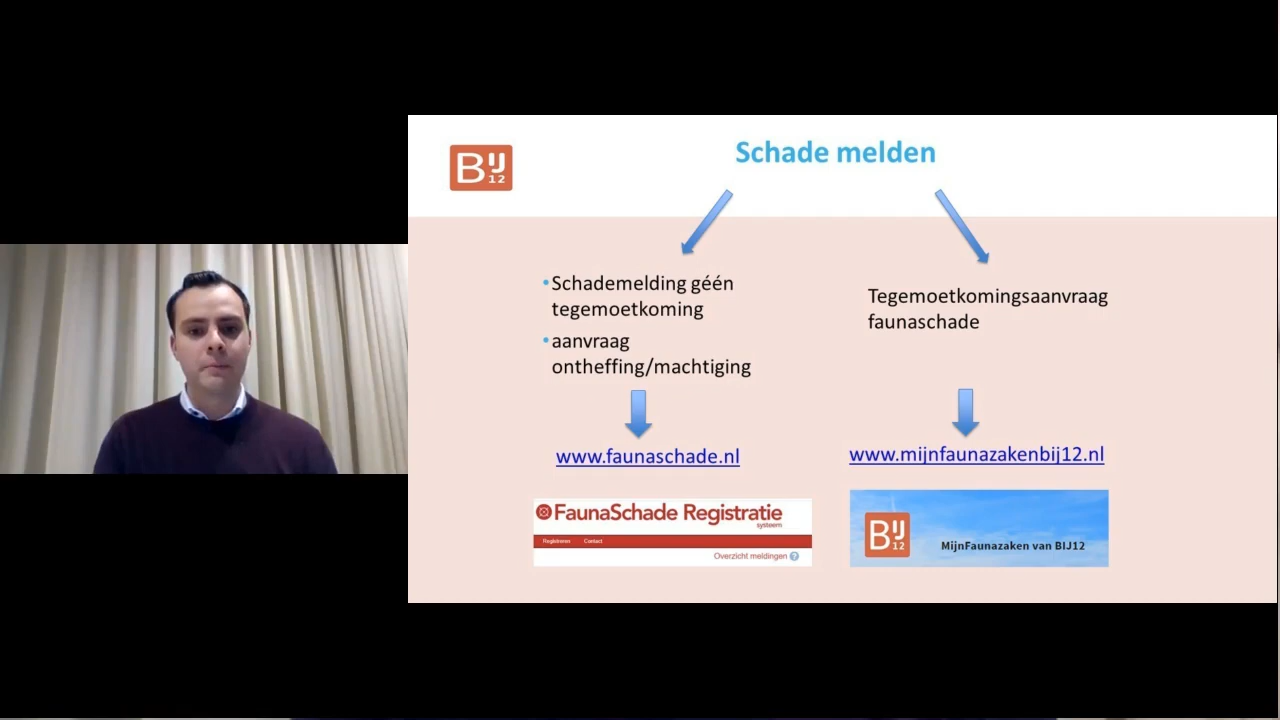 BIJ
12
Schade melden
•Schademelding géén
tegemoetkoming
•aanvraag
ontheffing/machtiging
www.faunaschade.nl
FaunaSchade Registratie
systeem
Registreren Contact
Overzicht meldingen ?
Tegemoetkomingsaanvraag
faunaschade
www.mijnfaunazakenbij12.nl
BIJ
12
MijnFaunazaken van BIJ12